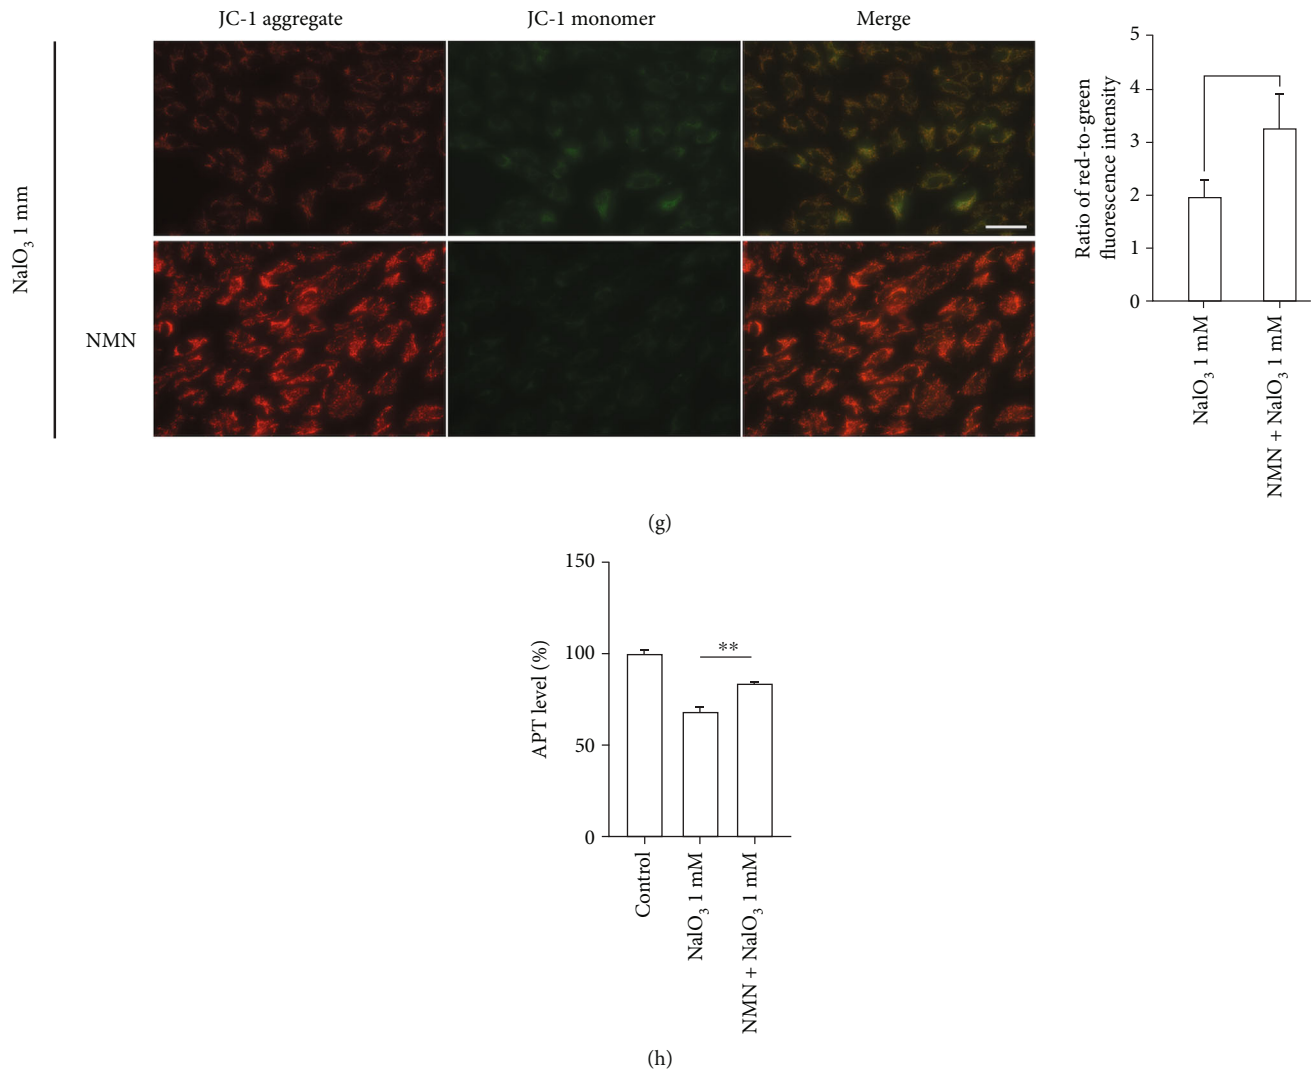 JC-1 aggregate JC-1 monomer Merge
NaIO3 1 mm
NMN
Ratio of red-to-green
fluorescence intensity
5
4
3
2
1
0
NaIO3 1 mM
NMN + NaIO3 1 mM
(g)
APT level (%)
150
100
50
0
**
Control
NaIO3 1 mM
NMN + NaIO3 1 mM
(h)